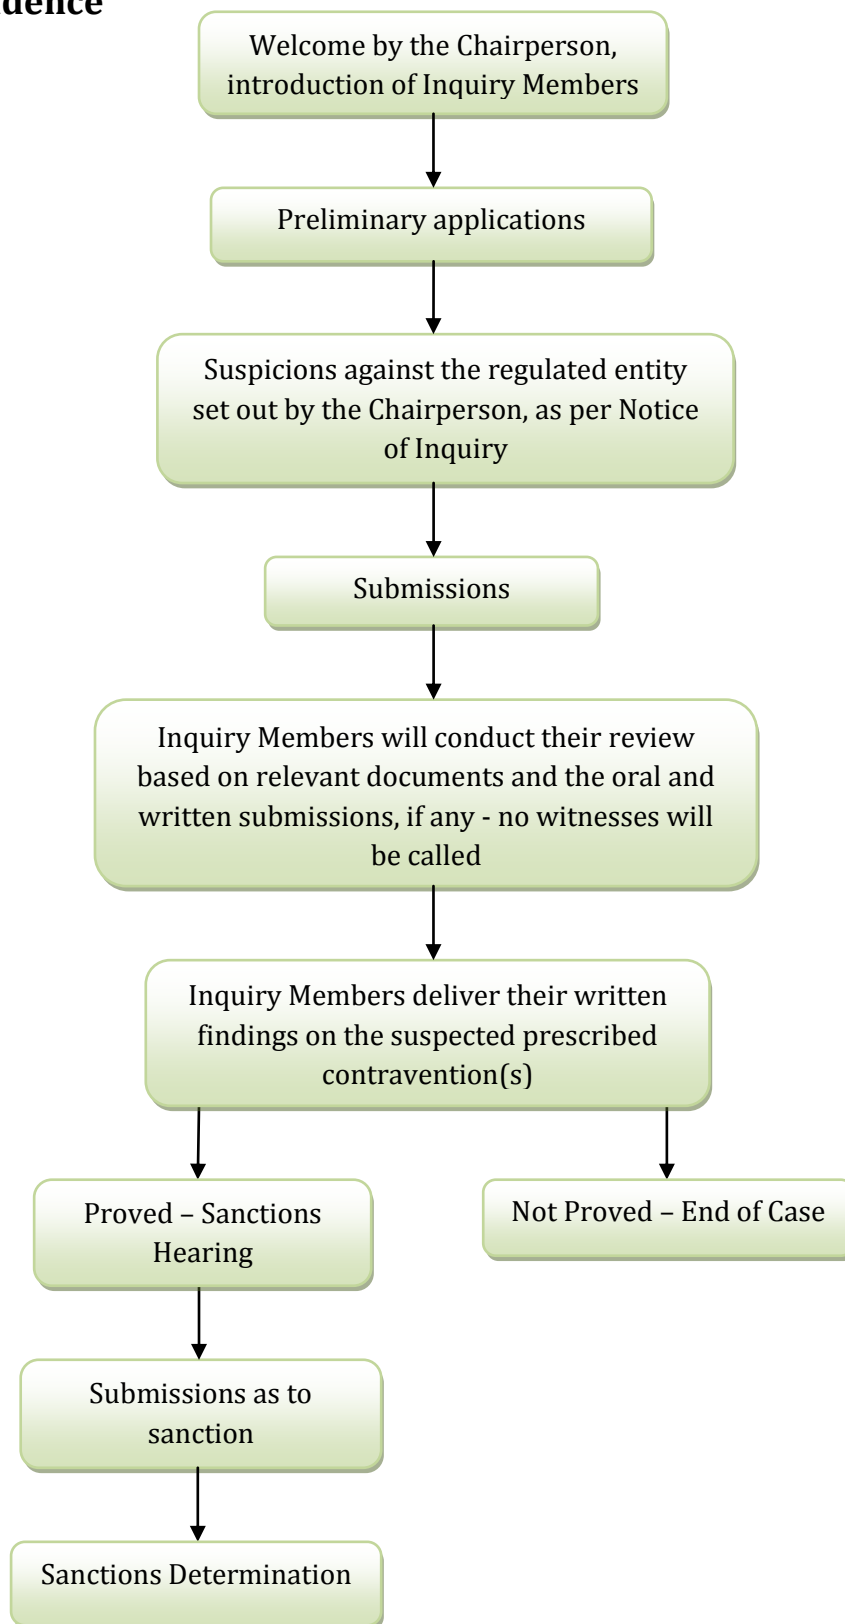 Welcome by the Chairperson,
introduction of Inquiry Members
Preliminary applications
Suspicions against the regulated entity
set out by the Chairperson, as per Notice
of Inquiry
Submissions
Inquiry Members will conduct their review
based on relevant documents and the oral and
written submissions, if any - no witnesses will
be called
Inquiry Members deliver their written
findings on the suspected prescribed
contravention(s)
Proved – Sanctions
Hearing
Not Proved – End of Case
Submissions as to
sanction
Sanctions Determination